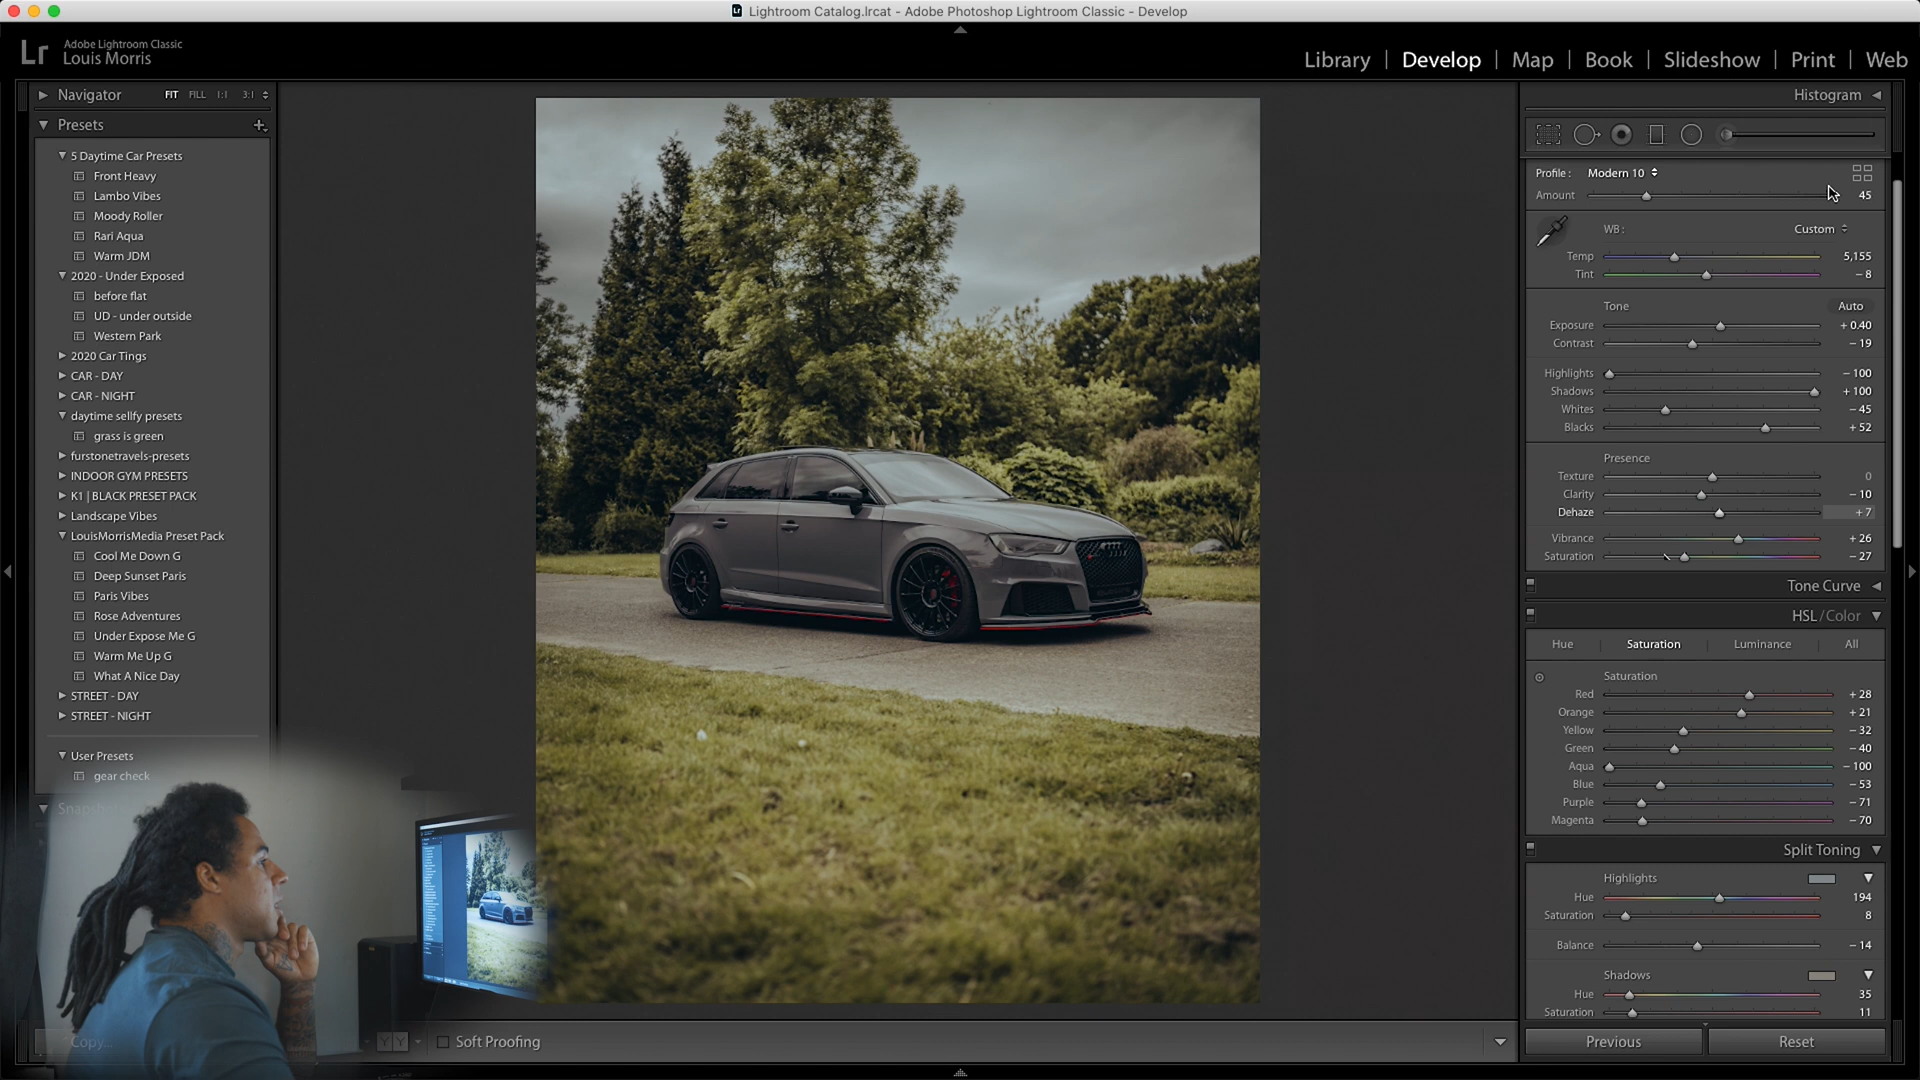 Lightroom Catalog.lrcat - Adobe Photoshop Lightroom Classic - Develop
Lr
Adobe Lightroom Classic
Louis Morris
Library | Develop | Map | Book | Slideshow | Print | Web
Navigator FIT FILL 1:1 3:1
Presets
5 Daytime Car Presets
Front Heavy
Lambo Vibes
Moody Roller
Rari Aqua
Warm JDM
2020 - Under Exposed
before flat
UD - under outside
Western Park
2020 Car Tings
CAR - DAY
CAR - NIGHT
daytime sellfy presets
grass is green
furstonetravels-presets
INDOOR GYM PRESETS
K1 | BLACK PRESET PACK
Landscape Vibes
LouisMorrisMedia Preset Pack
Cool Me Down G
Deep Sunset Paris
Paris Vibes
Rose Adventures
Under Expose Me G
Warm Me Up G
What A Nice Day
STREET - DAY
STREET - NIGHT
User Presets
gear check
Copy...
Y Y
Soft Proofing
Histogram
Profile : Modern 10
Amount 45
WB : Custom
Temp 5,155
Tint - 8
Tone Auto
Exposure + 0.40
Contrast - 19
Highlights - 100
Shadows + 100
Whites - 45
Blacks + 52
Presence
Texture 0
Clarity - 10
Dehaze + 7
Vibrance + 26
Saturation - 27
Tone Curve
HSL / Color
Hue | Saturation | Luminance | All
Saturation
Red + 28
Orange + 21
Yellow - 32
Green - 40
Aqua - 100
Blue - 53
Purple - 71
Magenta - 70
Split Toning
Highlights
Hue 194
Saturation 8
Balance - 14
Shadows
Hue 35
Saturation 11
Previous Reset